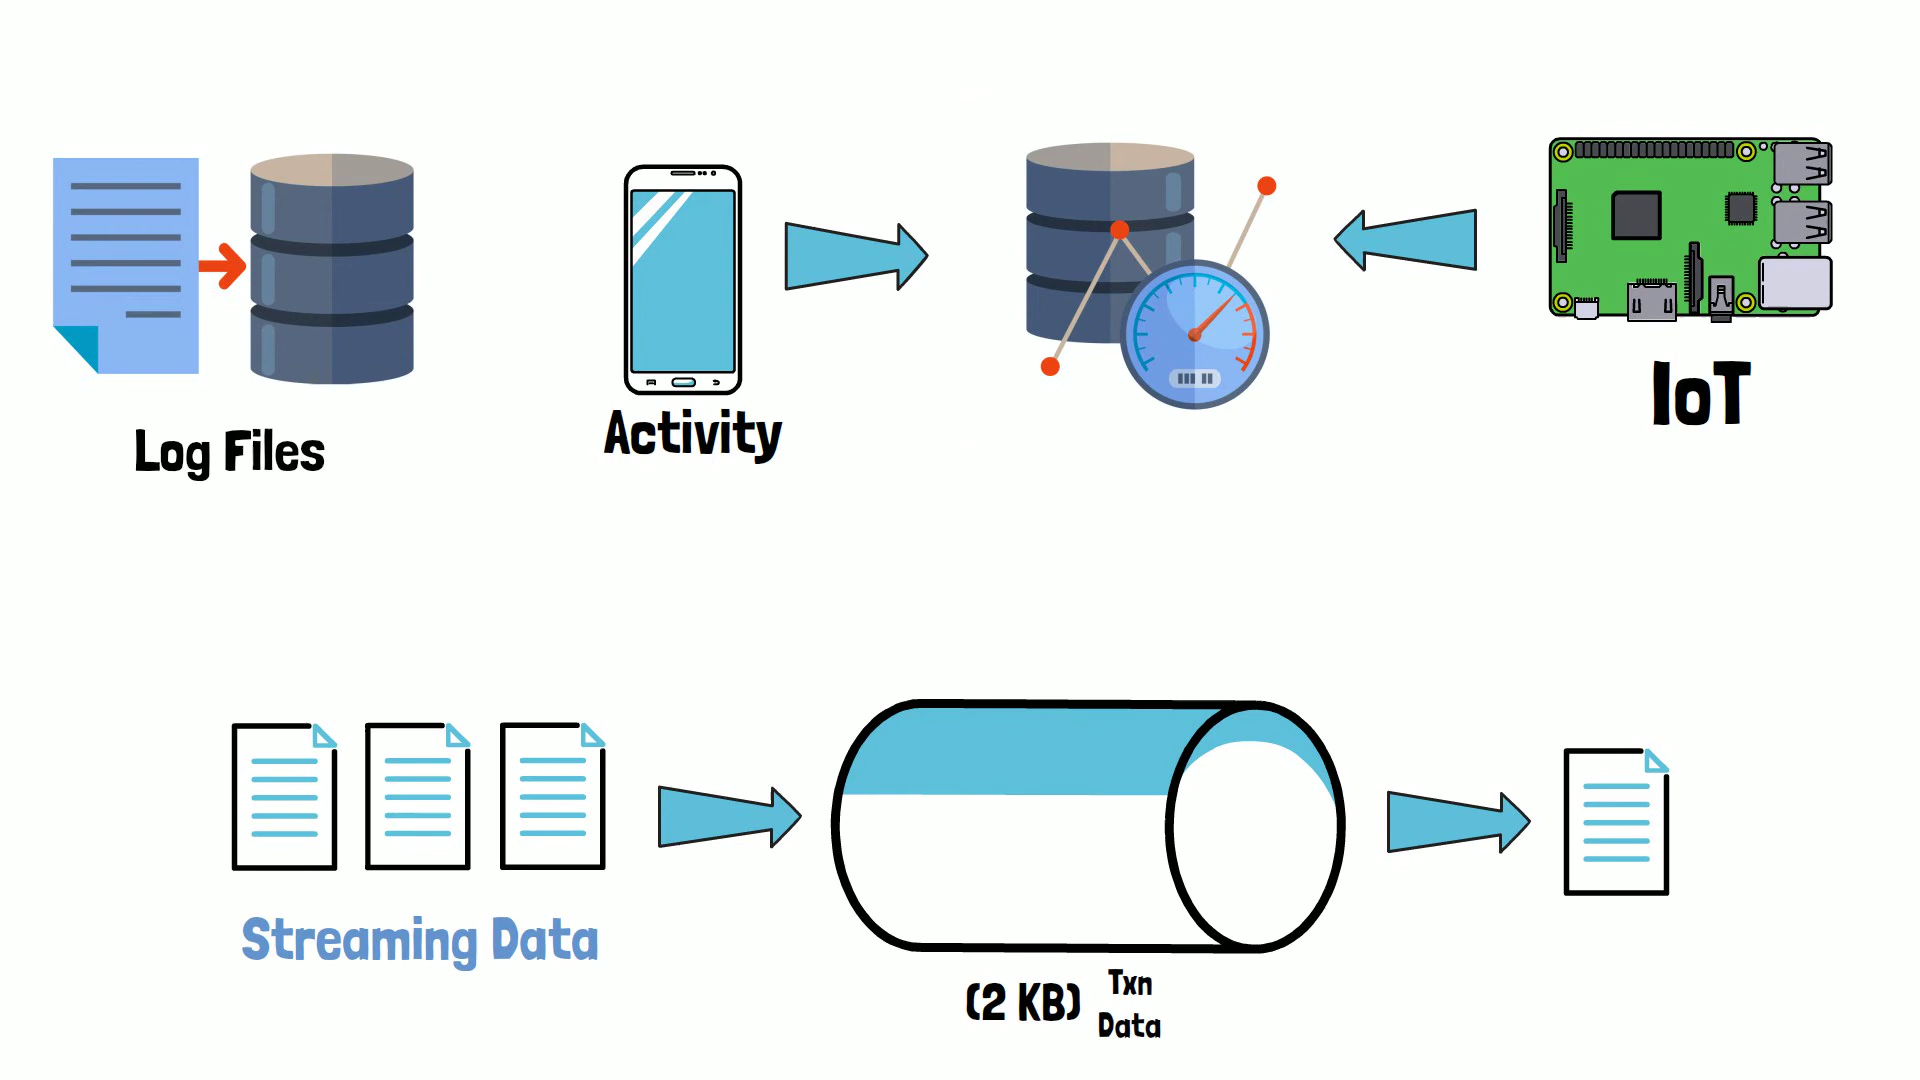 Log Files
Activity
IoT
Streaming Data
(2 KB)
Txn
Data